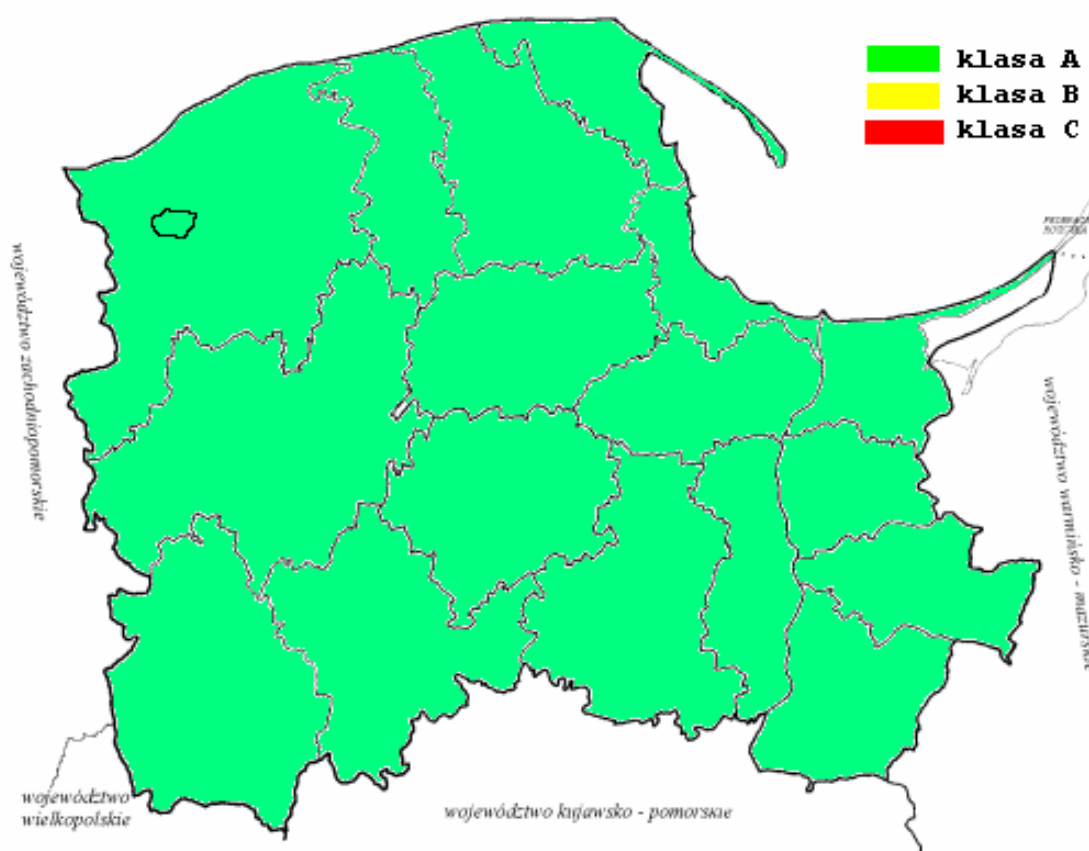 klasa A
klasa B
klasa C
województwo zachodniopomorskie
województwo warmińsko - mazurskie
województwo
wielkopolskie
województwo kujawsko - pomorskie